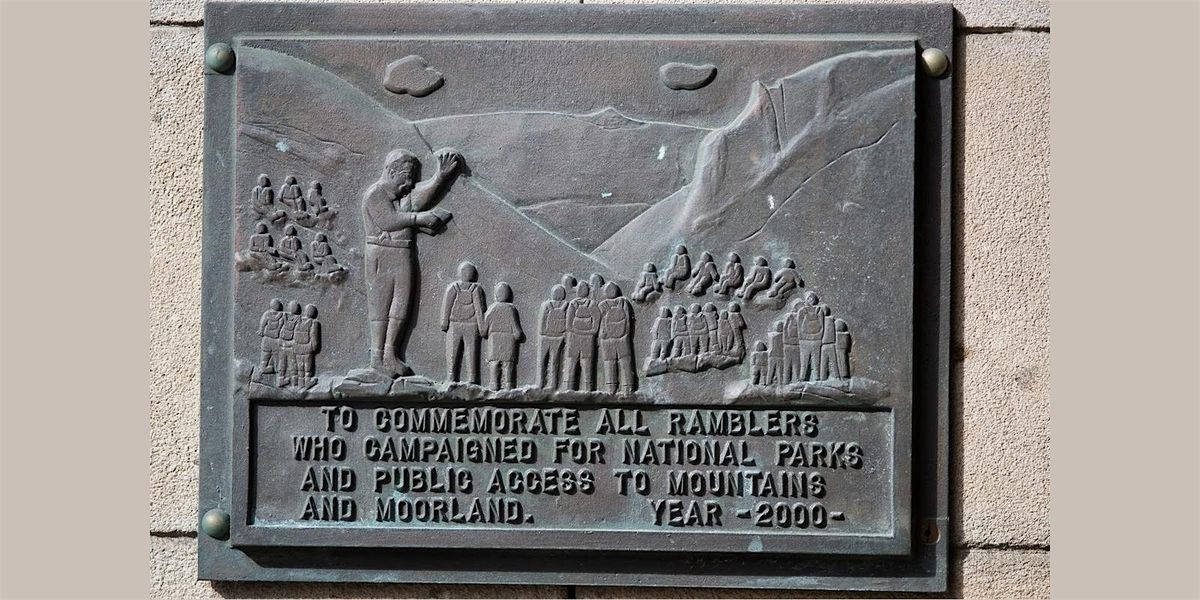 TO COMMEMORATE ALL RAMBLERS
WHO CAMPAIGNED FOR NATIONAL PARKS
AND PUBLIC ACCESS TO MOUNTAINS
AND MOORLAND. YEAR -2000-